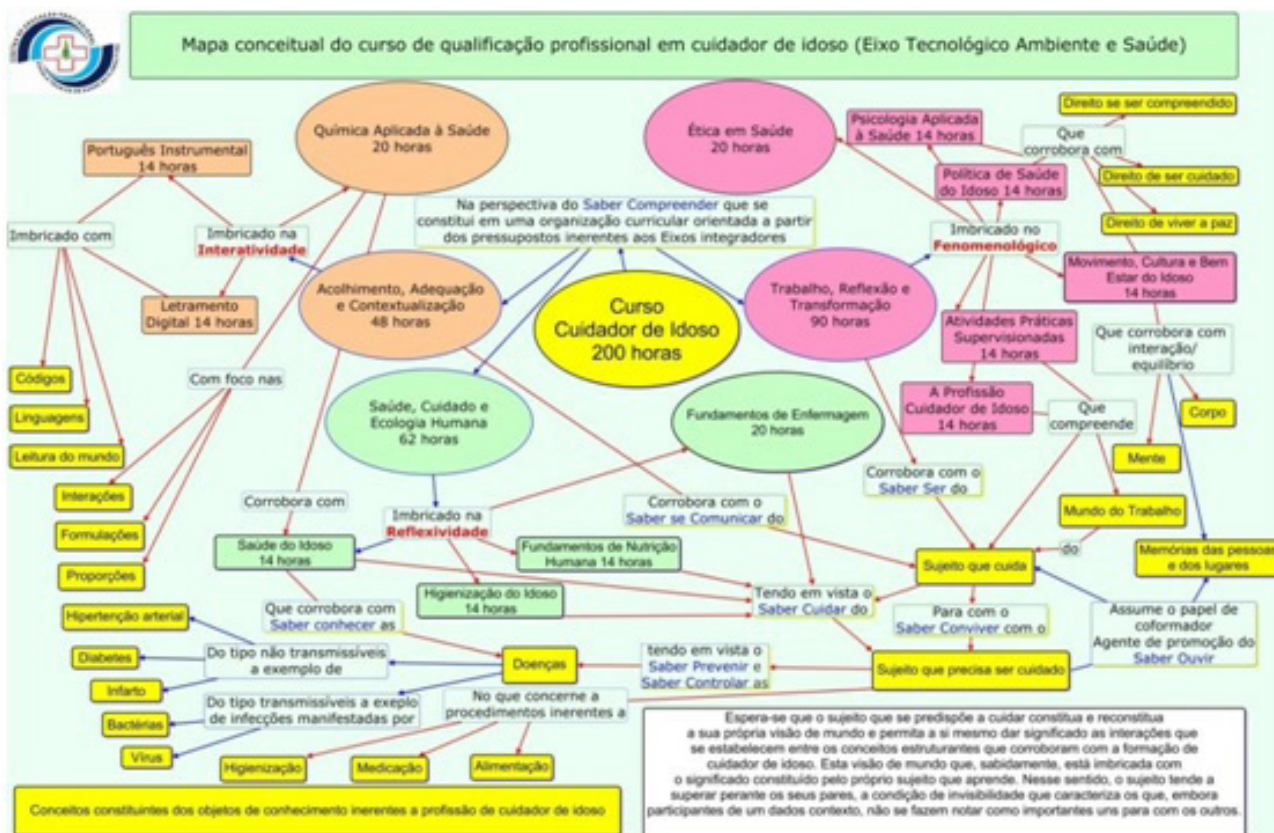 Mapa conceitual do curso de qualificação profissional em cuidador de idoso (Eixo Tecnológico Ambiente e Saúde)
Química Aplicada à Saúde
20 horas
Ética em Saúde
20 horas
Psicologia Aplicada
à Saúde 14 horas
Direito se ser compreendido
Que
corrobora com
Português Instrumental
14 horas
Política de Saúde
do Idoso 14 horas
Direito de ser cuidado
Direito de viver a paz
Na perspectiva do Saber Compreender que se
constitui em uma organização curricular orientada a partir
dos pressupostos inerentes aos Eixos integradores
Imbricado com
Imbricado na
Interatividade
Imbricado no
Fenomenológico
Movimento, Cultura e Bem
Estar do Idoso
14 horas
Letramento
Digital 14 horas
Acolhimento, Adequação
e Contextualização
48 horas
Curso
Cuidador de Idoso
200 horas
Trabalho, Reflexão e
Transformação
90 horas
Atividades Práticas
Supervisionadas
14 horas
Que corrobora com
interação/
equilíbrio
Códigos
Com foco nas
Linguagens
Leitura do mundo
Saúde, Cuidado e
Ecologia Humana
62 horas
Fundamentos de Enfermagem
20 horas
A Profissão
Cuidador de Idoso
14 horas
Que
compreende
Corpo
Mente
Interações
Formulações
Proporções
Corrobora com
Imbricado na
Reflexividade
Corrobora com o
Saber se Comunicar do
Corrobora com o
Saber Ser do
Mundo do Trabalho
do
Saúde do Idoso
14 horas
Fundamentos de Nutrição
Humana 14 horas
Sujeito que cuida
Memórias das pessoas
e dos lugares
Higienização do Idoso
14 horas
Tendo em vista o
Saber Cuidar do
Hipertenção arterial
Que corrobora com
Saber conhecer as
Para com o
Saber Conviver com o
Assume o papel de
coformador
Agente de promoção do
Saber Ouvir
Diabetes
Do tipo não transmissíveis
a exemplo de
Doenças
tendo em vista o
Saber Prevenir e
Saber Controlar as
Sujeito que precisa ser cuidado
Infarto
Bactérias
Do tipo transmissíveis a exeplo
de infecções manifestadas por
No que concerne a
procedimentos inerentes a
Vírus
Higienização
Medicação
Alimentação
Conceitos constituintes dos objetos de conhecimento inerentes a profissão de cuidador de idoso
Espera-se que o sujeito que se predispõe a cuidar constitua e reconstitua
a sua própria visão de mundo e permita a si mesmo dar significado as interações que
se estabelecem entre os conceitos estruturantes que corroboram com a formação de
cuidador de idoso. Esta visão de mundo que, sabidamente, está imbricada com
o significado constituído pelo próprio sujeito que aprende. Nesse sentido, o sujeito tende a
superar perante os seus pares, a condição de invisibilidade que caracteriza os que, embora
participantes de um dados contexto, não se fazem notar como importantes uns para com os outros.